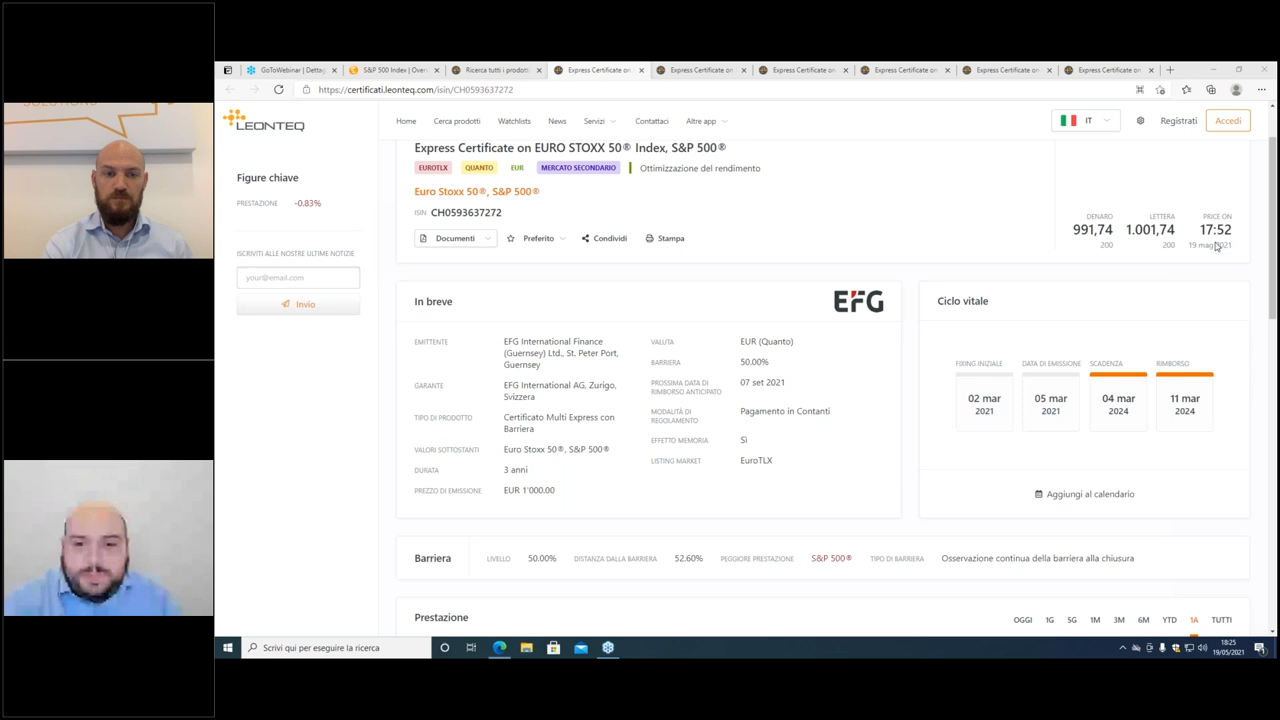 SOLUTIONS
GoToWebinar | Dettag
S&P 500 Index | Over
Ricerca tutti i prodotti
Express Certificate on
Express Certificate on
Express Certificate on
Express Certificate on
Express Certificate on
Express Certificate on
https://certificati.leonteq.com/isin/CH0593637272
LEONTEQ
Home
Cerca prodotti
Watchlists
News
Servizi
Contattaci
Altre app
IT
Registrati
Accedi
Figure chiave
PRESTAZIONE -0.83%
ISCRIVITI ALLE NOSTRE ULTIME NOTIZIE
your@email.com
Invio
Express Certificate on EURO STOXX 50® Index, S&P 500®
EUROTLX QUANTO EUR MERCATO SECONDARIO Ottimizzazione del rendimento
Euro Stoxx 50®, S&P 500®
ISIN CH0593637272
Documenti Preferito Condividi Stampa
DENARO LETTERA PRICE ON
991,74 1.001,74 17:52
200 200 19 mag 2021
In breve
EFG
EMITTENTE EFG International Finance
(Guernsey) Ltd., St. Peter Port,
Guernsey
GARANTE EFG International AG, Zurigo,
Svizzera
TIPO DI PRODOTTO Certificato Multi Express con
Barriera
VALORI SOTTOSTANTI Euro Stoxx 50®, S&P 500®
DURATA 3 anni
PREZZO DI EMISSIONE EUR 1'000.00
VALUTA EUR (Quanto)
BARRIERA 50.00%
PROSSIMA DATA DI
RIMBORSO ANTICIPATO 07 set 2021
MODALITÀ DI
REGOLAMENTO Pagamento in Contanti
EFFETTO MEMORIA Sì
LISTING MARKET EuroTLX
Ciclo vitale
FIXING INIZIALE DATA DI EMISSIONE SCADENZA RIMBORSO
02 mar 05 mar 04 mar 11 mar
2021 2021 2024 2024
Aggiungi al calendario
Barriera LIVELLO 50.00% DISTANZA DALLA BARRIERA 52.60% PEGGIORE PRESTAZIONE S&P 500® TIPO DI BARRIERA Osservazione continua della barriera alla chiusura
Prestazione
OGGI 1G 5G 1M 3M 6M YTD 1A TUTTI
Scrivi qui per eseguire la ricerca
18:25
19/05/2021